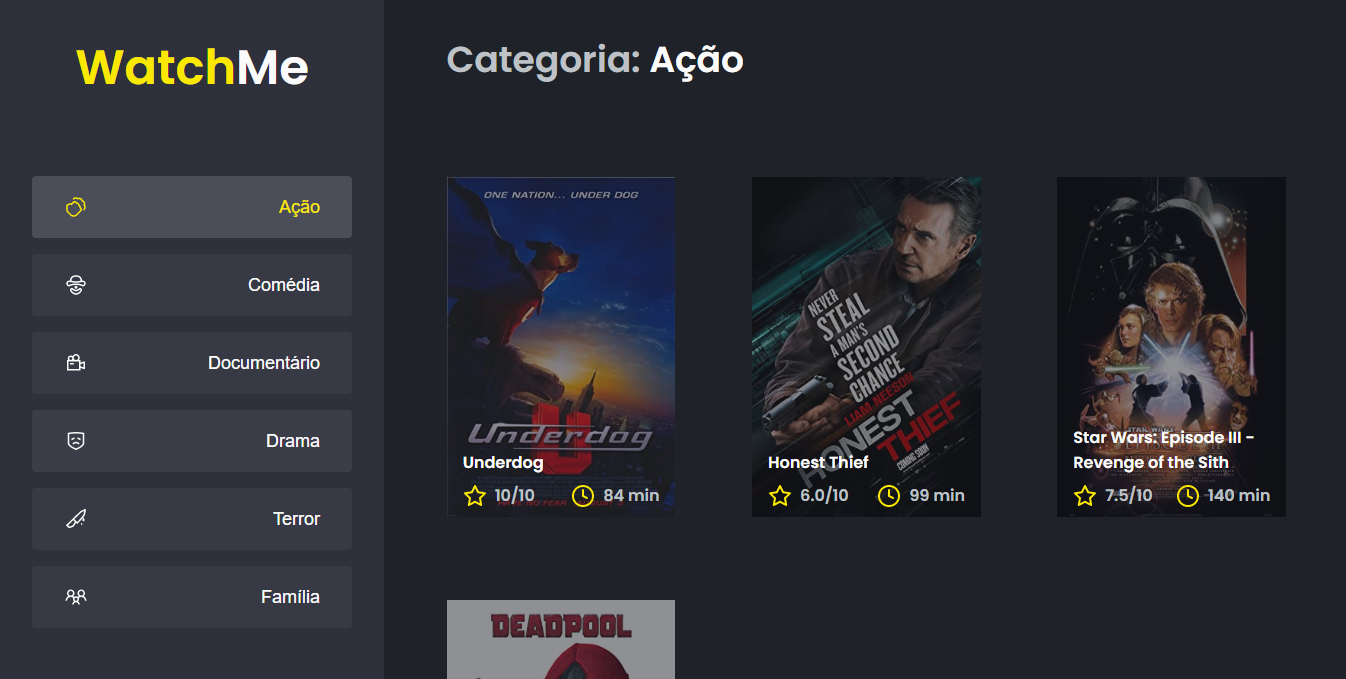 WatchMe
Ação
Comédia
Documentário
Drama
Terror
Família
Categoria: Ação
ONE NATION... UNDER DOG
Underdog
Underdog
10/10 84 min
NEVER
STEAL
A MAN'S
SECOND
CHANCE
LIAM NEESON
HONEST
THIEF
COMING SOON
Honest Thief
6.0/10 99 min
STAR WARS
Star Wars: Episode III -
Revenge of the Sith
7.5/10 140 min
DEADPOOL